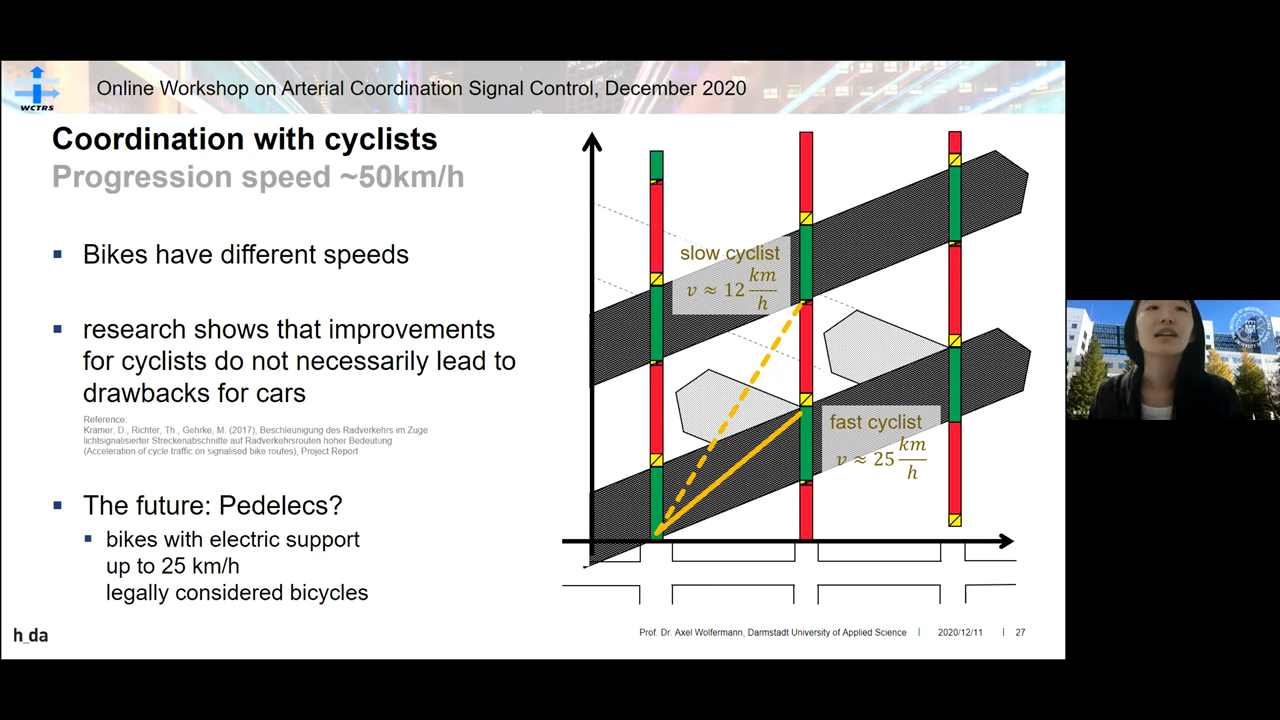 WCTRS
Online Workshop on Arterial Coordination Signal Control, December 2020
Coordination with cyclists
Progression speed ~50km/h
Bikes have different speeds
research shows that improvements
for cyclists do not necessarily lead to
drawbacks for cars
Reference:
Kramer, D., Richter, Th., Gehrke, M. (2017), Beschleunigung des Radverkehrs im Zuge
lichtsignalisierter Streckenabschnitte auf Radverkehrsrouten hoher Bedeutung
(Acceleration of cycle traffic on signalised bike routes), Project Report
The future: Pedelecs?
bikes with electric support
up to 25 km/h
legally considered bicycles
slow cyclist
v ≈ 12 km/h
fast cyclist
v ≈ 25 km/h
h_da
Prof. Dr. Axel Wolfermann, Darmstadt University of Applied Science | 2020/12/11 | 27